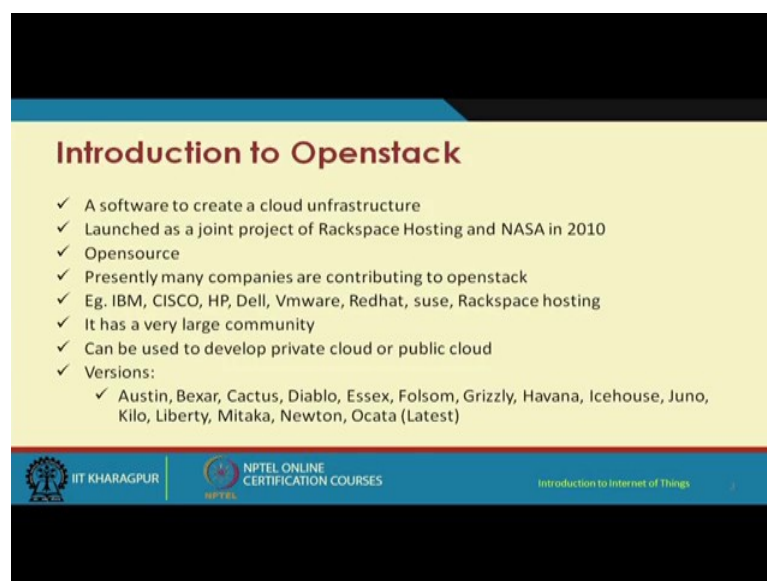 Introduction to Openstack
✓ A software to create a cloud unfrastructure
✓ Launched as a joint project of Rackspace Hosting and NASA in 2010
✓ Opensource
✓ Presently many companies are contributing to openstack
✓ Eg. IBM, CISCO, HP, Dell, Vmware, Redhat, suse, Rackspace hosting
✓ It has a very large community
✓ Can be used to develop private cloud or public cloud
✓ Versions:
✓ Austin, Bexar, Cactus, Diablo, Essex, Folsom, Grizzly, Havana, Icehouse, Juno,
Kilo, Liberty, Mitaka, Newton, Ocata (Latest)
IIT KHARAGPUR
NPTEL
NPTEL ONLINE
CERTIFICATION COURSES
Introduction to Internet of Things